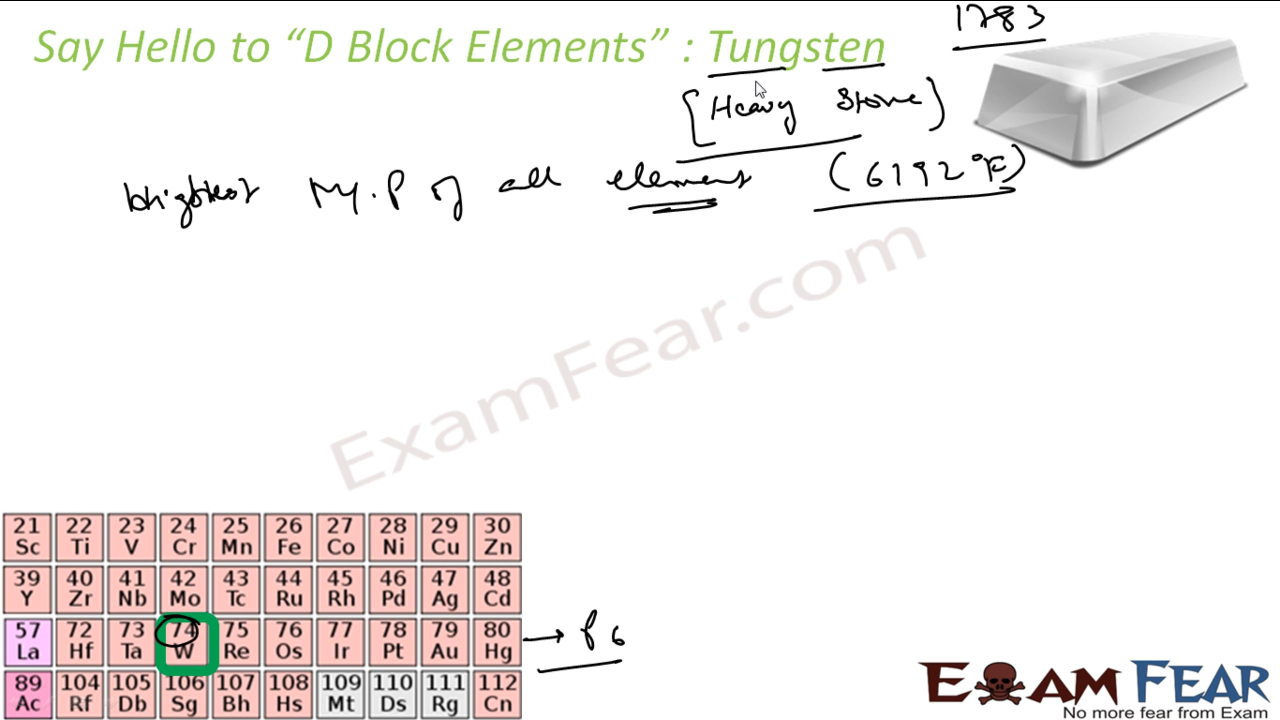 Say Hello to “D Block Elements” : Tungsten
1783
[Heavy Stone]
highest M.P of all element (6192°F)
ExamFear.com
21 22 23 24 25 26 27 28 29 30
Sc Ti V Cr Mn Fe Co Ni Cu Zn
39 40 41 42 43 44 45 46 47 48
Y Zr Nb Mo Tc Ru Rh Pd Ag Cd
57 72 73 74 75 76 77 78 79 80
La Hf Ta W Re Os Ir Pt Au Hg
→ P 6
89 104 105 106 107 108 109 110 111 112
Ac Rf Db Sg Bh Hs Mt Ds Rg Cn
EXAM FEAR
No more fear from Exam